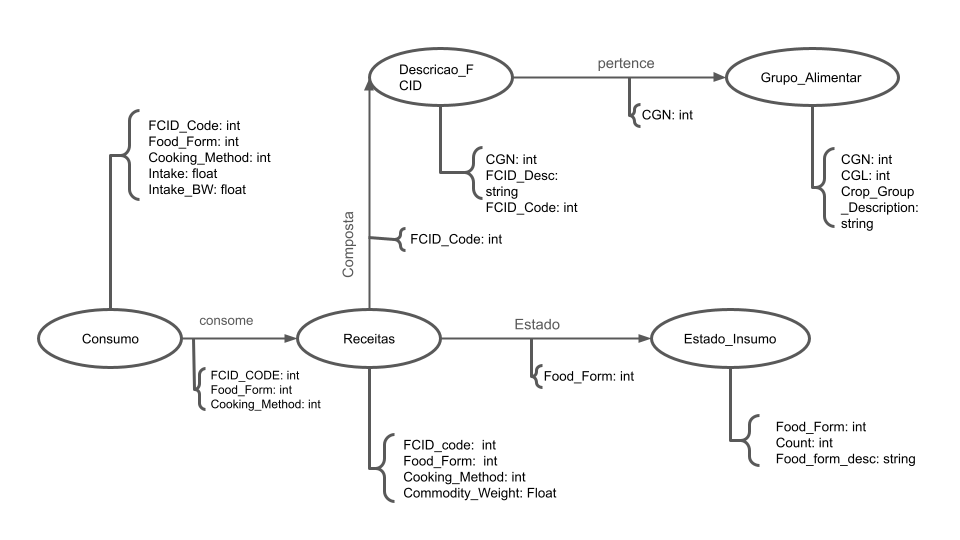 Descricao_F
CID
pertence
Grupo_Alimentar
CGN: int
FCID_Code: int
Food_Form: int
Cooking_Method: int
Intake: float
Intake_BW: float
CGN: int
FCID_Desc:
string
FCID_Code: int
CGN: int
CGL: int
Crop_Group
_Description:
string
Composta
FCID_Code: int
Consumo
consome
Receitas
Estado
Estado_Insumo
FCID_CODE: int
Food_Form: int
Cooking_Method: int
Food_Form: int
FCID_code:  int
Food_Form:  int
Cooking_Method: int
Commodity_Weight: Float
Food_Form: int
Count: int
Food_form_desc: string